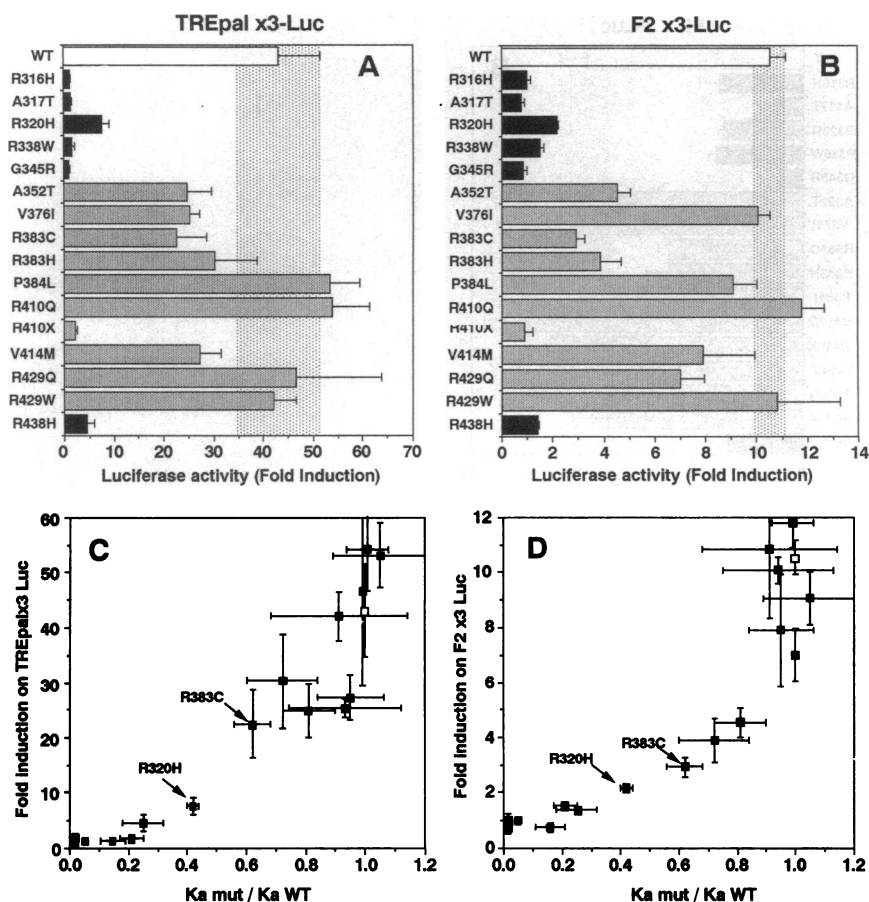 TREpal x3-Luc
A
WT
R316H
A317T
R320H
R338W
G345R
A352T
V376I
R383C
R383H
P384L
R410Q
R410X
V414M
R429Q
R429W
R438H
0 10 20 30 40 50 60 70
Luciferase activity (Fold Induction)
F2 x3-Luc
B
WT
R316H
A317T
R320H
R338W
G345R
A352T
V376I
R383C
R383H
P384L
R410Q
H410X
V414M
R429Q
R429W
R438H
0 2 4 6 8 10 12 14
Luciferase activity (Fold Induction)
C
Fold Induction on TREpalx3 Luc
60
50
40
30
20
10
0
R383C
R320H
0.0 0.2 0.4 0.6 0.8 1.0 1.2
Ka mut / Ka WT
D
Fold induction on F2 x3 Luc
12
10
8
6
4
2
0
R320H
R383C
0.0 0.2 0.4 0.6 0.8 1.0 1.2
Ka mut / Ka WT